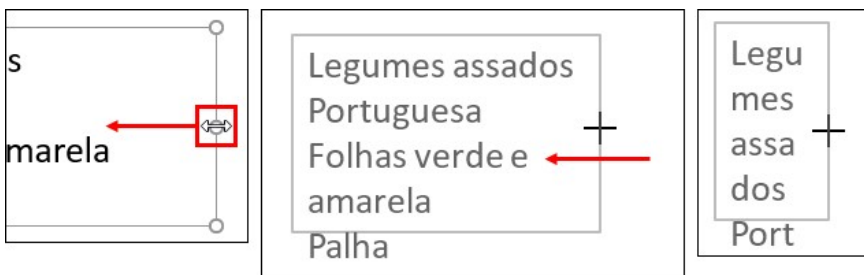 s
marela
Legumes assados
Portuguesa
Folhas verde e
amarela
Palha
Legu
mes
assa
dos
Port